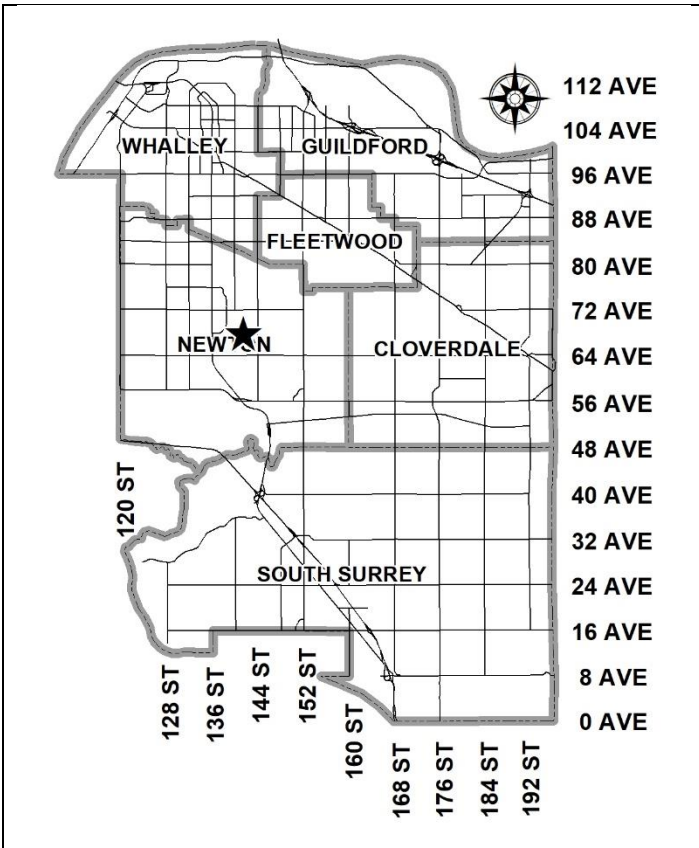 112 AVE
104 AVE
WHALLEY
GUILDFORD
96 AVE
88 AVE
FLEETWOOD
80 AVE
72 AVE
NEWTON
CLOVERDALE
64 AVE
56 AVE
48 AVE
120 ST
40 AVE
32 AVE
SOUTH SURREY
24 AVE
16 AVE
128 ST
136 ST
144 ST
152 ST
160 ST
8 AVE
0 AVE
168 ST
176 ST
184 ST
192 ST